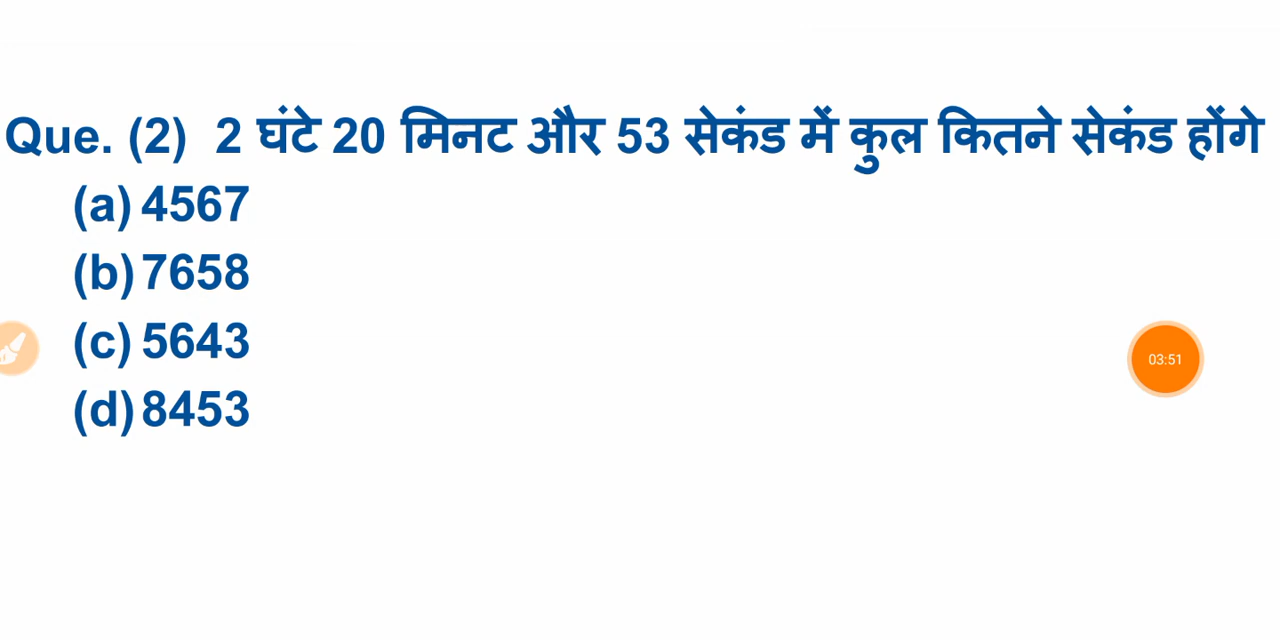 Que. (2) 2 घंटे 20 मिनट और 53 सेकंड में कुल कितने सेकंड होंगे
(a) 4567
(b) 7658
(c) 5643
(d) 8453
03:51